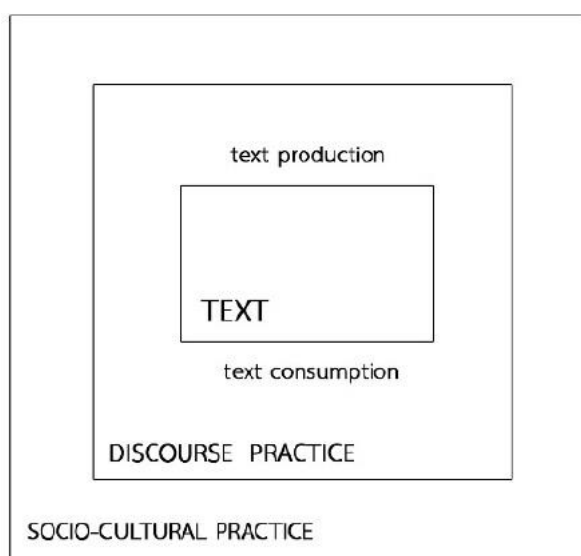 text production
TEXT
text consumption
DISCOURSE PRACTICE
SOCIO-CULTURAL PRACTICE